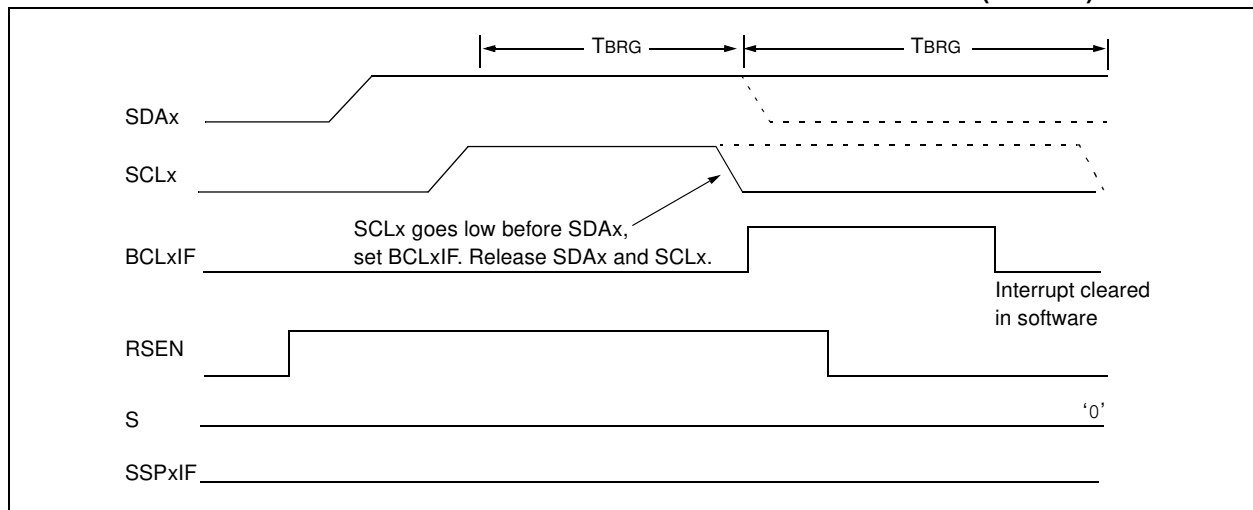 TBRG TBRG
SDAx
SCLx
SCLx goes low before SDAx,
set BCLxIF. Release SDAx and SCLx.
BCLxIF
Interrupt cleared
in software
RSEN
S
‘0’
SSPxIF